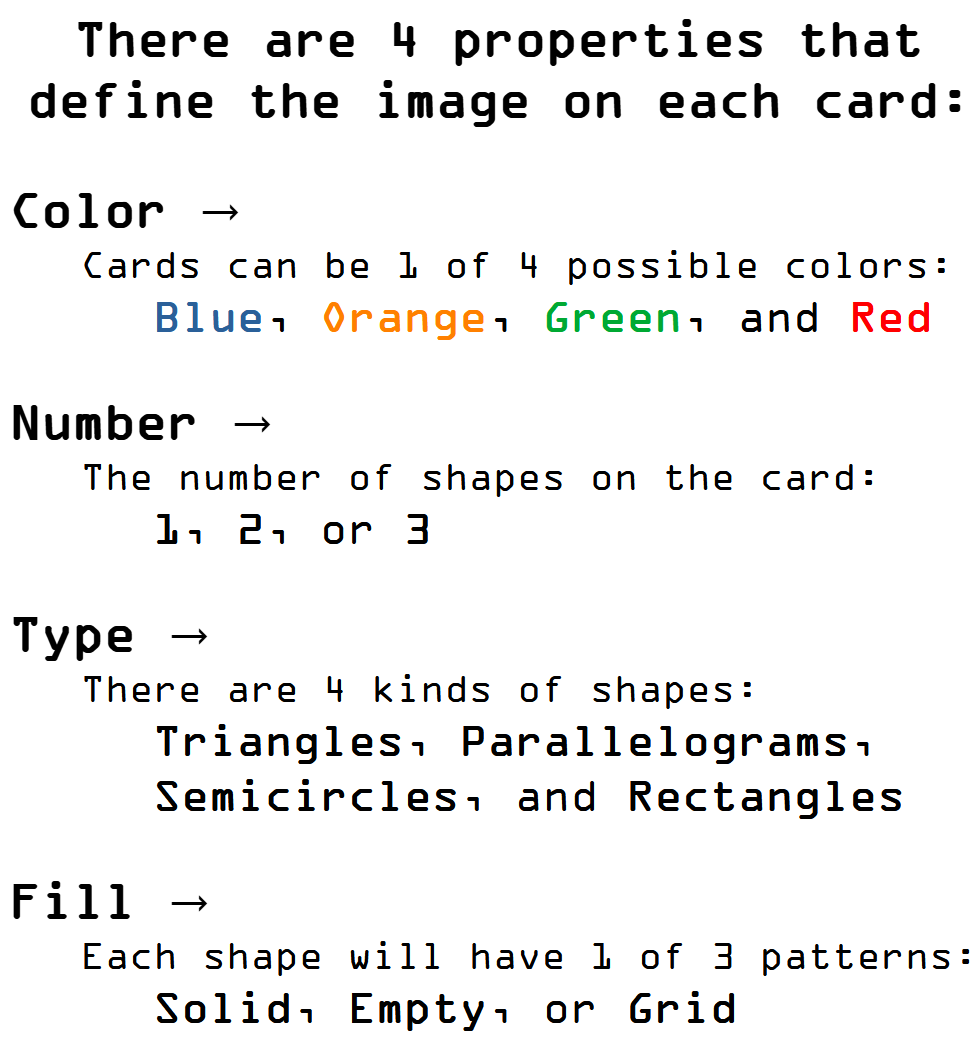 There are 4 properties that
define the image on each card:
Color →
Cards can be 1 of 4 possible colors:
Blue, Orange, Green, and Red
Number →
The number of shapes on the card:
1, 2, or 3
Type →
There are 4 kinds of shapes:
Triangles, Parallelograms,
Semicircles, and Rectangles
Fill →
Each shape will have 1 of 3 patterns:
Solid, Empty, or Grid